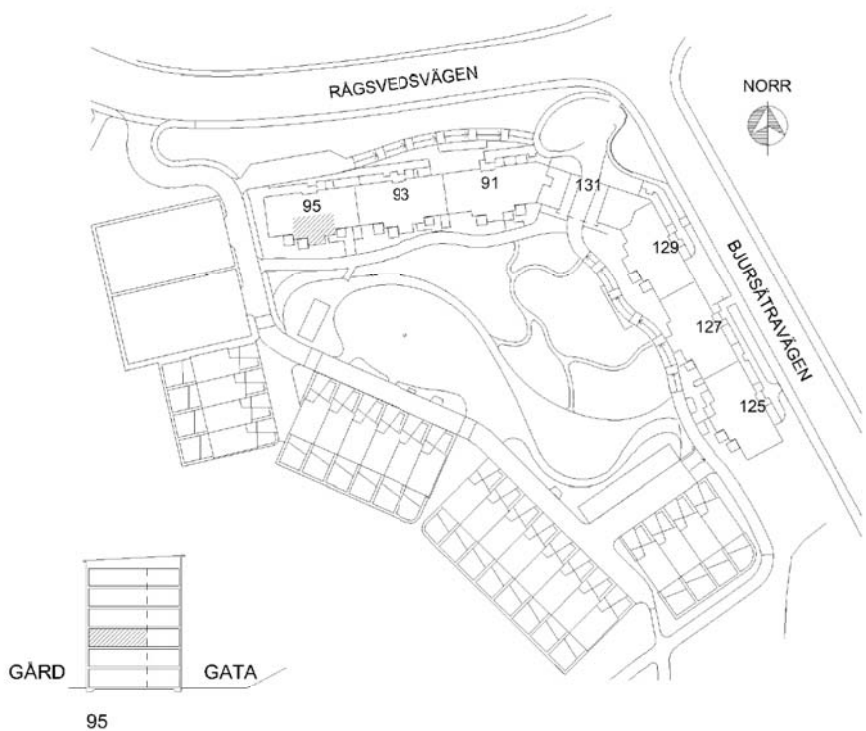 RÅGSVEDSVÄGEN
NORR
91
131
93
95
129
BJURSÄTRAVÄGEN
127
125
GÅRD
GATA
95